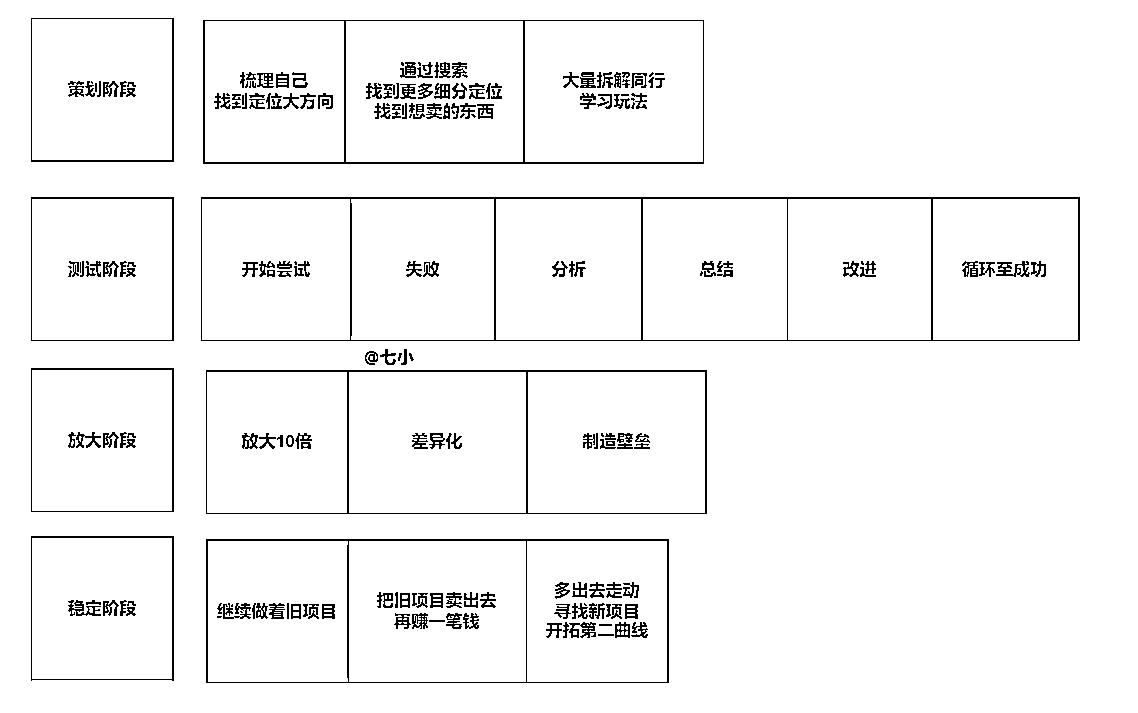 策划阶段
梳理自己
找到定位大方向
通过搜索
找到更多细分定位
找到想卖的东西
大量拆解同行
学习玩法
测试阶段
开始尝试
失败
分析
总结
改进
循环至成功
@七小
放大阶段
放大10倍
差异化
制造壁垒
稳定阶段
继续做着旧项目
把旧项目卖出去
再赚一笔钱
多出去走动
寻找新项目
开拓第二曲线